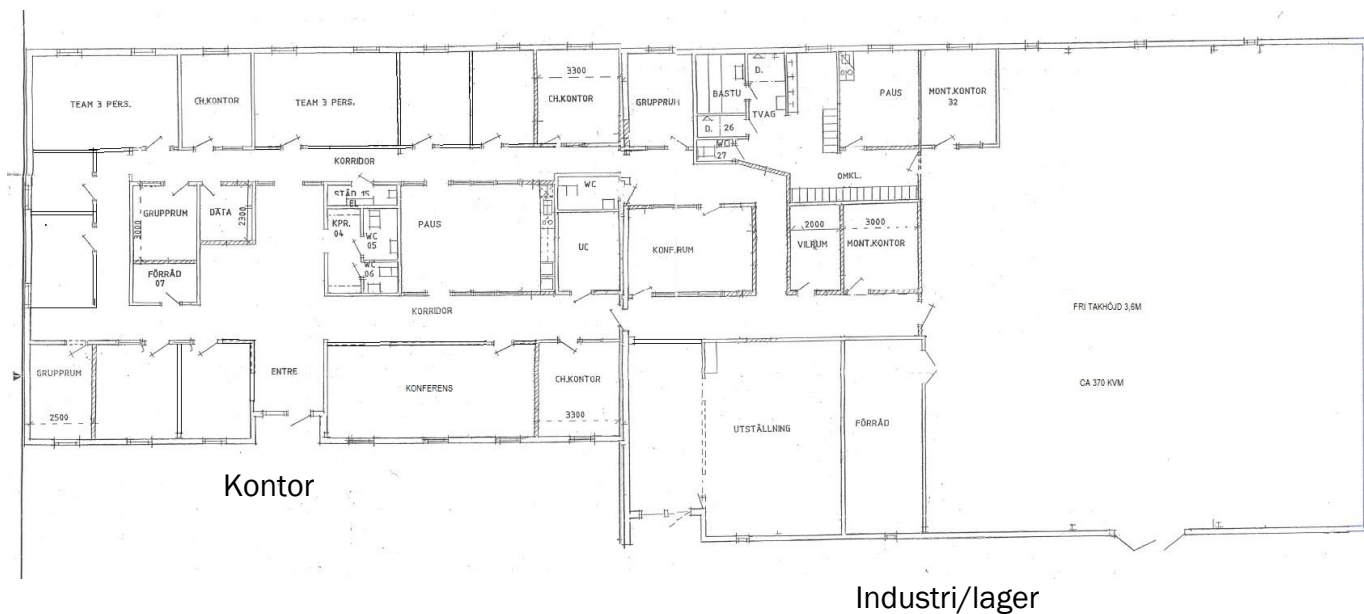 TEAM 3 PERS.
CH.KONTOR
TEAM 3 PERS.
3300
CH.KONTOR
GRUPPRUM
BASTU
D.
TVAG
D. 26
WC
27
PAUS
MONT.KONTOR
32
KORRIDOR
OMKL.
GRUPPRUM
3000
DATA
2300
STÄD 15
EL
KPR.
04
WC
05
WC
06
PAUS
WC
UC
KONF.RUM
2000
VILRUM
3000
MONT.KONTOR
FÖRRÅD
07
KORRIDOR
FRI TAKHÖJD 3,6M
CA 370 KVM
GRUPPRUM
2500
ENTRE
KONFERENS
CH.KONTOR
3300
UTSTÄLLNING
FÖRRÅD
Kontor
Industri/lager